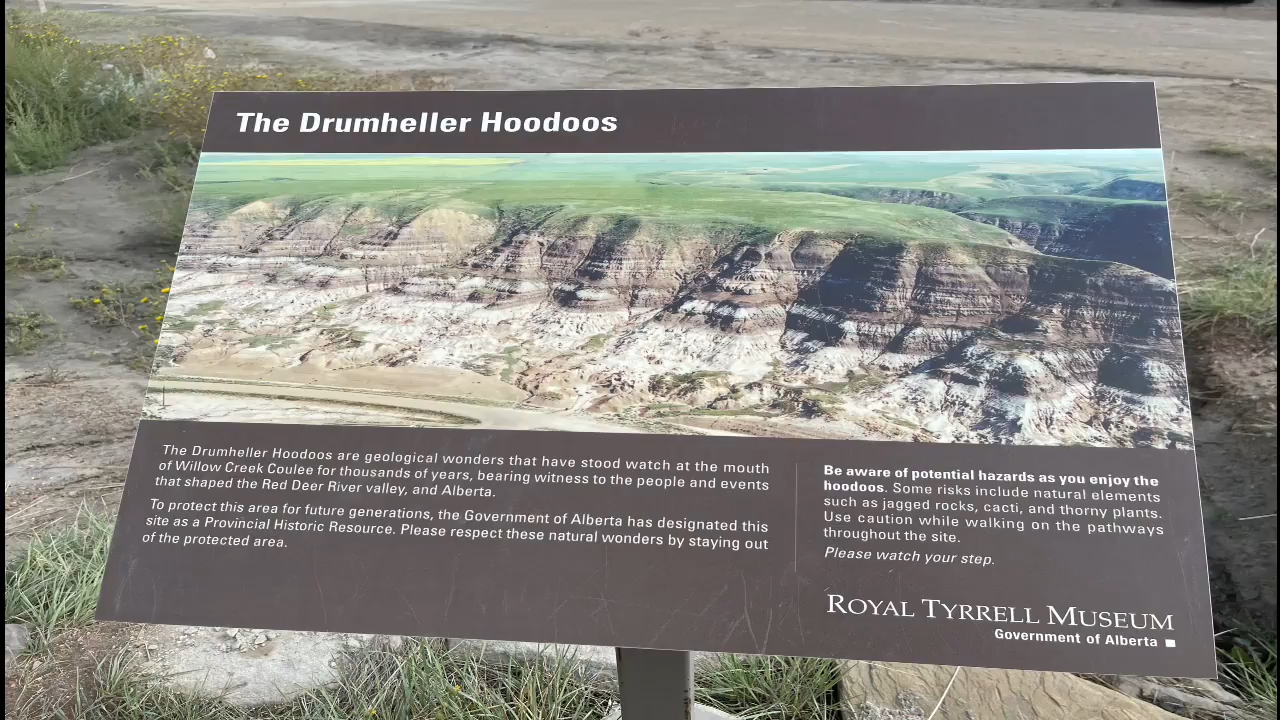 The Drumheller Hoodoos
The Drumheller Hoodoos are geological wonders that have stood watch at the mouth
of Willow Creek Coulee for thousands of years, bearing witness to the people and events
that shaped the Red Deer River valley, and Alberta.
To protect this area for future generations, the Government of Alberta has designated this
site as a Provincial Historic Resource. Please respect these natural wonders by staying out
of the protected area.
Be aware of potential hazards as you enjoy the
hoodoos. Some risks include natural elements
such as jagged rocks, cacti, and thorny plants.
Use caution while walking on the pathways
throughout the site.
Please watch your step.
ROYAL TYRRELL MUSEUM
Government of Alberta